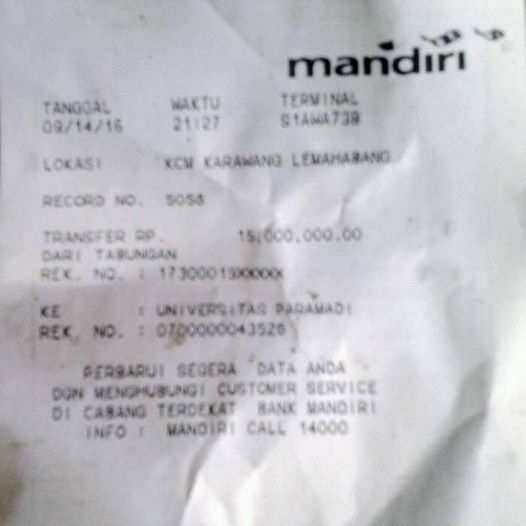 mandiri
TANGGAL WAKTU TERMINAL
09/14/16 21:27 S1AWA738
LOKASI KCM KARAWANG LEMAHABANG
RECORD NO. 5058
TRANSFER RP. 15,000,000.00
DARI TABUNGAN
REK. NO. : 17300019XXXXX
KE : UNIVERSITAS PARAMADI
REK. NO. : 0700000043526
PERBARUI SEGERA DATA ANDA
DGN MENGHUBUNGI CUSTOMER SERVICE
DI CABANG TERDEKAT BANK MANDIRI
INFO : MANDIRI CALL 14000